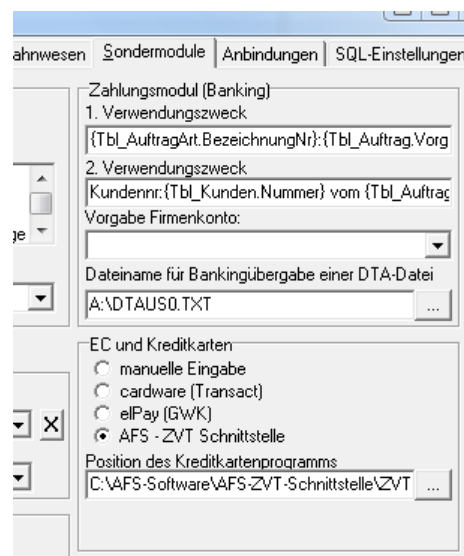 ahnwesen Sondermodule Anbindungen SQL-Einstellungen
Zahlungsmodul (Banking)
1. Verwendungszweck
{Tbl_AuftragArt.BezeichnungNr}:{Tbl_Auftrag.Vorg
2. Verwendungszweck
Kundennr:{Tbl_Kunden.Nummer} vom {Tbl_Auftrag
ge
Vorgabe Firmenkonto:
Dateiname für Bankingübergabe einer DTA-Datei
A:\DTAUS0.TXT ...
EC und Kreditkarten
manuelle Eingabe
cardware (Transact)
elPay (GWK)
X
AFS - ZVT Schnittstelle
Position des Kreditkartenprogramms
C:\AFS-Software\AFS-ZVT-Schnittstelle\ZVT ...